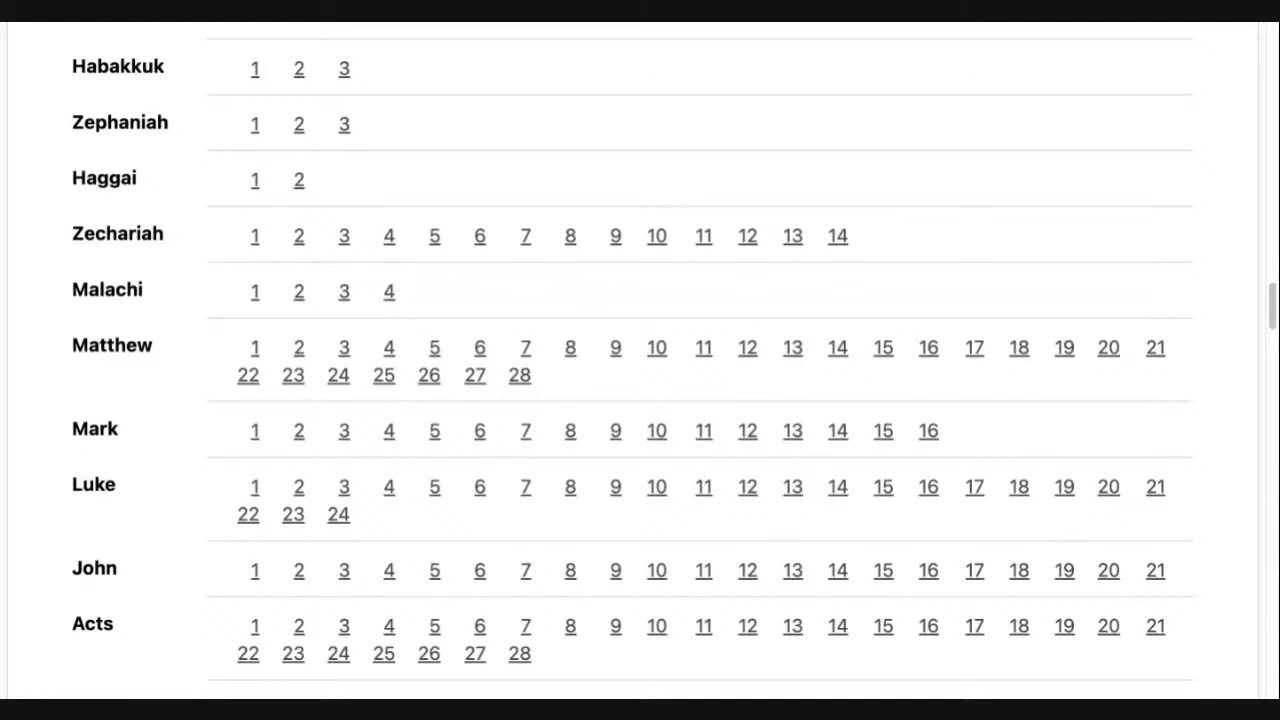 Habakkuk 1 2 3
Zephaniah 1 2 3
Haggai 1 2
Zechariah 1 2 3 4 5 6 7 8 9 10 11 12 13 14
Malachi 1 2 3 4
Matthew 1 2 3 4 5 6 7 8 9 10 11 12 13 14 15 16 17 18 19 20 21
22 23 24 25 26 27 28
Mark 1 2 3 4 5 6 7 8 9 10 11 12 13 14 15 16
Luke 1 2 3 4 5 6 7 8 9 10 11 12 13 14 15 16 17 18 19 20 21
22 23 24
John 1 2 3 4 5 6 7 8 9 10 11 12 13 14 15 16 17 18 19 20 21
Acts 1 2 3 4 5 6 7 8 9 10 11 12 13 14 15 16 17 18 19 20 21
22 23 24 25 26 27 28